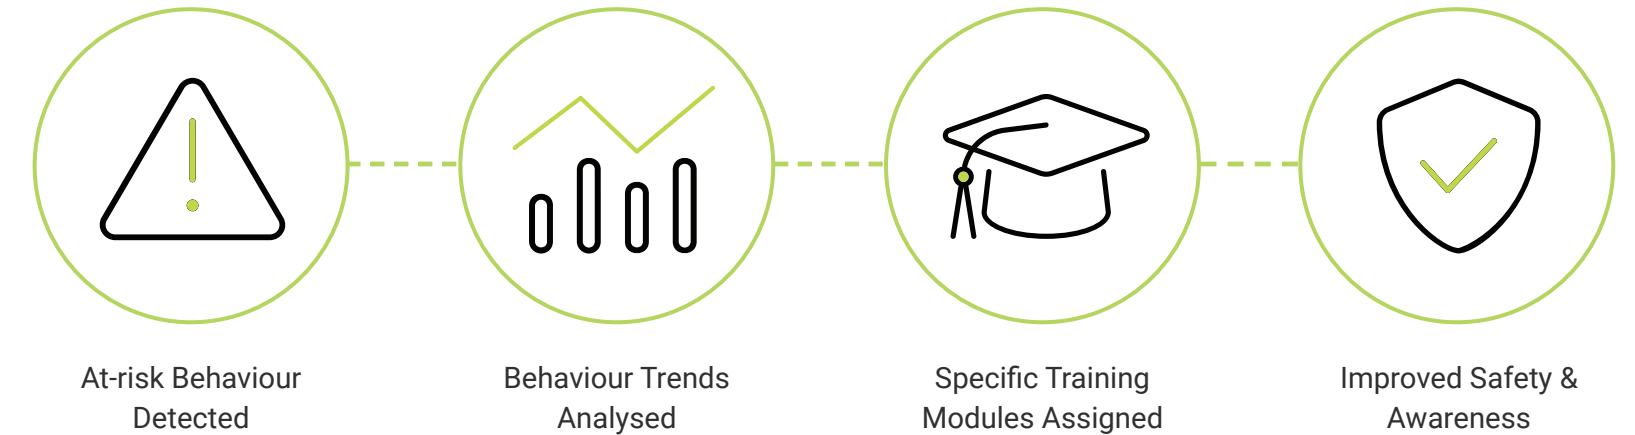 At-risk Behaviour
Detected
Behaviour Trends
Analysed
Specific Training
Modules Assigned
Improved Safety &
Awareness